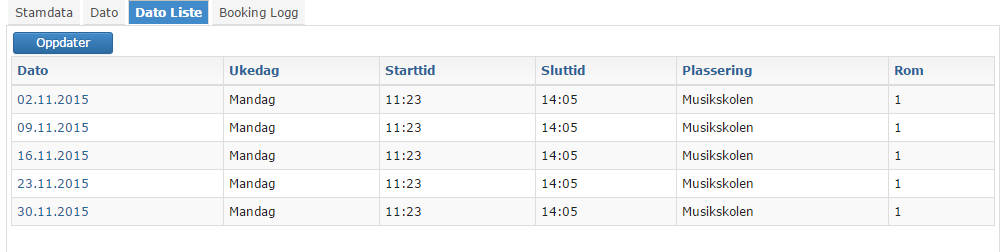 Stamdata Dato Dato Liste Booking Logg
Oppdater
Dato Ukedag Starttid Sluttid Plassering Rom
02.11.2015 Mandag 11:23 14:05 Musikskolen 1
09.11.2015 Mandag 11:23 14:05 Musikskolen 1
16.11.2015 Mandag 11:23 14:05 Musikskolen 1
23.11.2015 Mandag 11:23 14:05 Musikskolen 1
30.11.2015 Mandag 11:23 14:05 Musikskolen 1